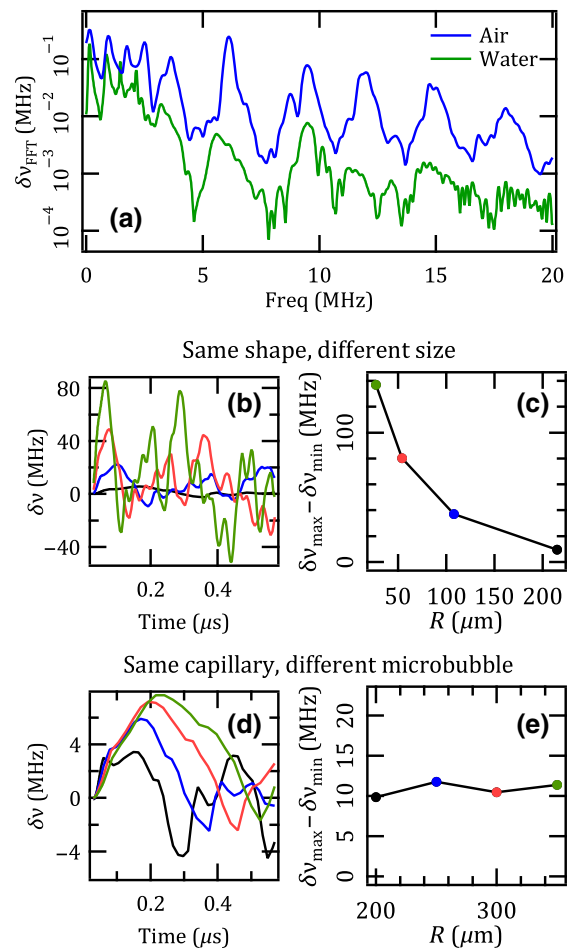 Air
Water
δν_FFT (MHz)
10⁻¹
10⁻²
10⁻³
10⁻⁴
(a)
0 5 10 15 20
Freq (MHz)
Same shape, different size
(b)
δν (MHz)
80
40
0
−40
0.2 0.4
Time (μs)
(c)
δν_max−δν_min (MHz)
100
0
50 100 150 200
R (μm)
Same capillary, different microbubble
(d)
δν (MHz)
4
0
−4
0.2 0.4
Time (μs)
(e)
δν_max−δν_min (MHz)
20
15
10
5
0
200 300
R (μm)